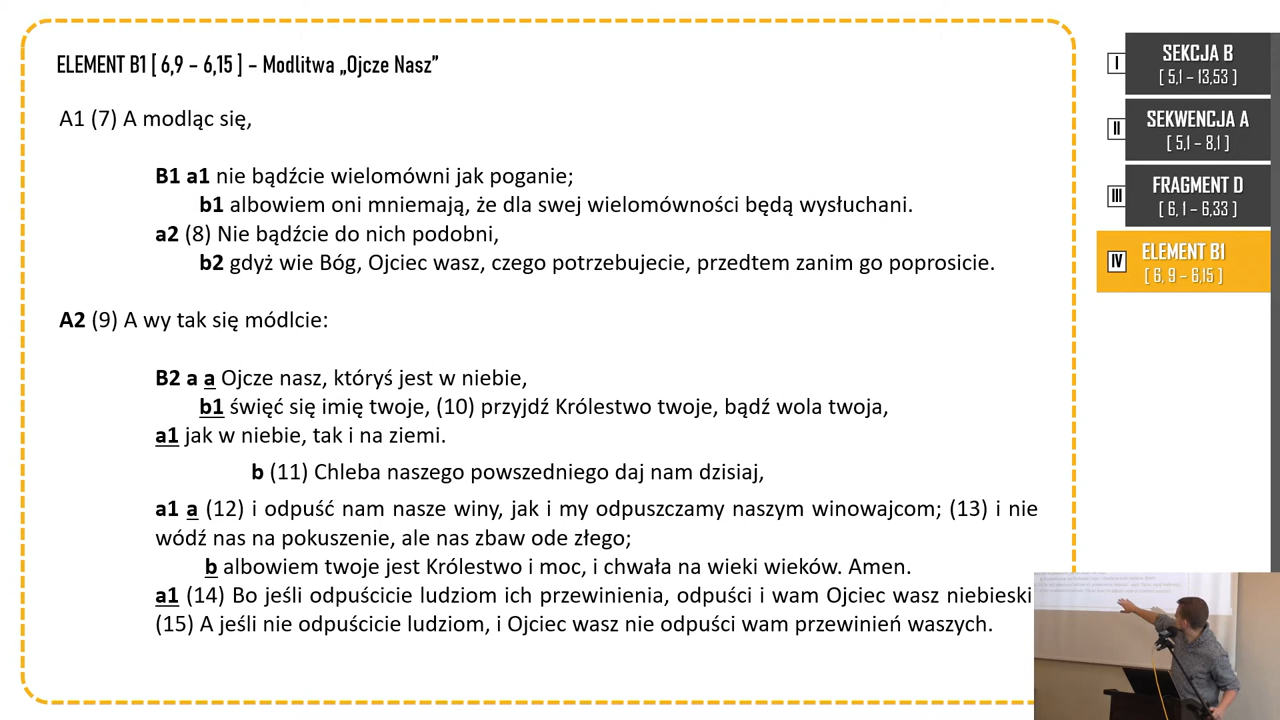 ELEMENT B1 [ 6,9 – 6,15 ] – Modlitwa „Ojcze Nasz”
A1 (7) A modląc się,
B1 a1 nie bądźcie wielomówni jak poganie;
b1 albowiem oni mniemają, że dla swej wielomówności będą wysłuchani.
a2 (8) Nie bądźcie do nich podobni,
b2 gdyż wie Bóg, Ojciec wasz, czego potrzebujecie, przedtem zanim go poprosicie.
A2 (9) A wy tak się módlcie:
B2 a a Ojcze nasz, któryś jest w niebie,
b1 święć się imię twoje, (10) przyjdź Królestwo twoje, bądź wola twoja,
a1 jak w niebie, tak i na ziemi.
b (11) Chleba naszego powszedniego daj nam dzisiaj,
a1 a (12) i odpuść nam nasze winy, jak i my odpuszczamy naszym winowajcom; (13) i nie
wódź nas na pokuszenie, ale nas zbaw ode złego;
b albowiem twoje jest Królestwo i moc, i chwała na wieki wieków. Amen.
a1 (14) Bo jeśli odpuścicie ludziom ich przewinienia, odpuści i wam Ojciec wasz niebieski
(15) A jeśli nie odpuścicie ludziom, i Ojciec wasz nie odpuści wam przewinień waszych.
I SEKCJA B
[ 5,1 – 13,53 ]
II SEKWENCJA A
[ 5,1 – 8,1 ]
III FRAGMENT D
[ 6,1 – 6,33 ]
IV ELEMENT B1
[ 6, 9 – 6,15 ]